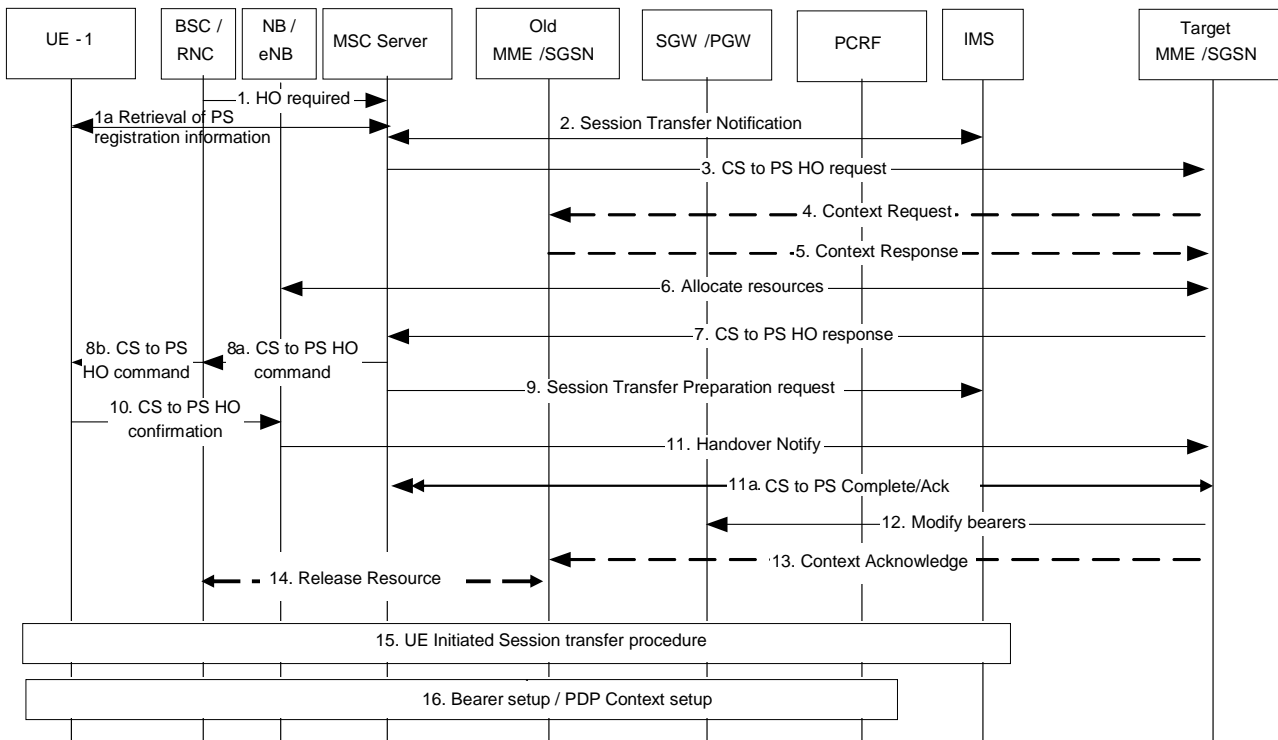 UE - 1
BSC /
RNC
NB /
eNB
MSC Server
Old
MME /SGSN
SGW /PGW
PCRF
IMS
Target
MME /SGSN
1. HO required
1a Retrieval of PS
registration information
2. Session Transfer Notification
3. CS to PS HO request
4. Context Request
5. Context Response
6. Allocate resources
7. CS to PS HO response
8b. CS to PS
HO command
8a. CS to PS HO
command
9. Session Transfer Preparation request
10. CS to PS HO
confirmation
11. Handover Notify
11a. CS to PS Complete/Ack
12. Modify bearers
13. Context Acknowledge
14. Release Resource
15. UE Initiated Session transfer procedure
16. Bearer setup / PDP Context setup